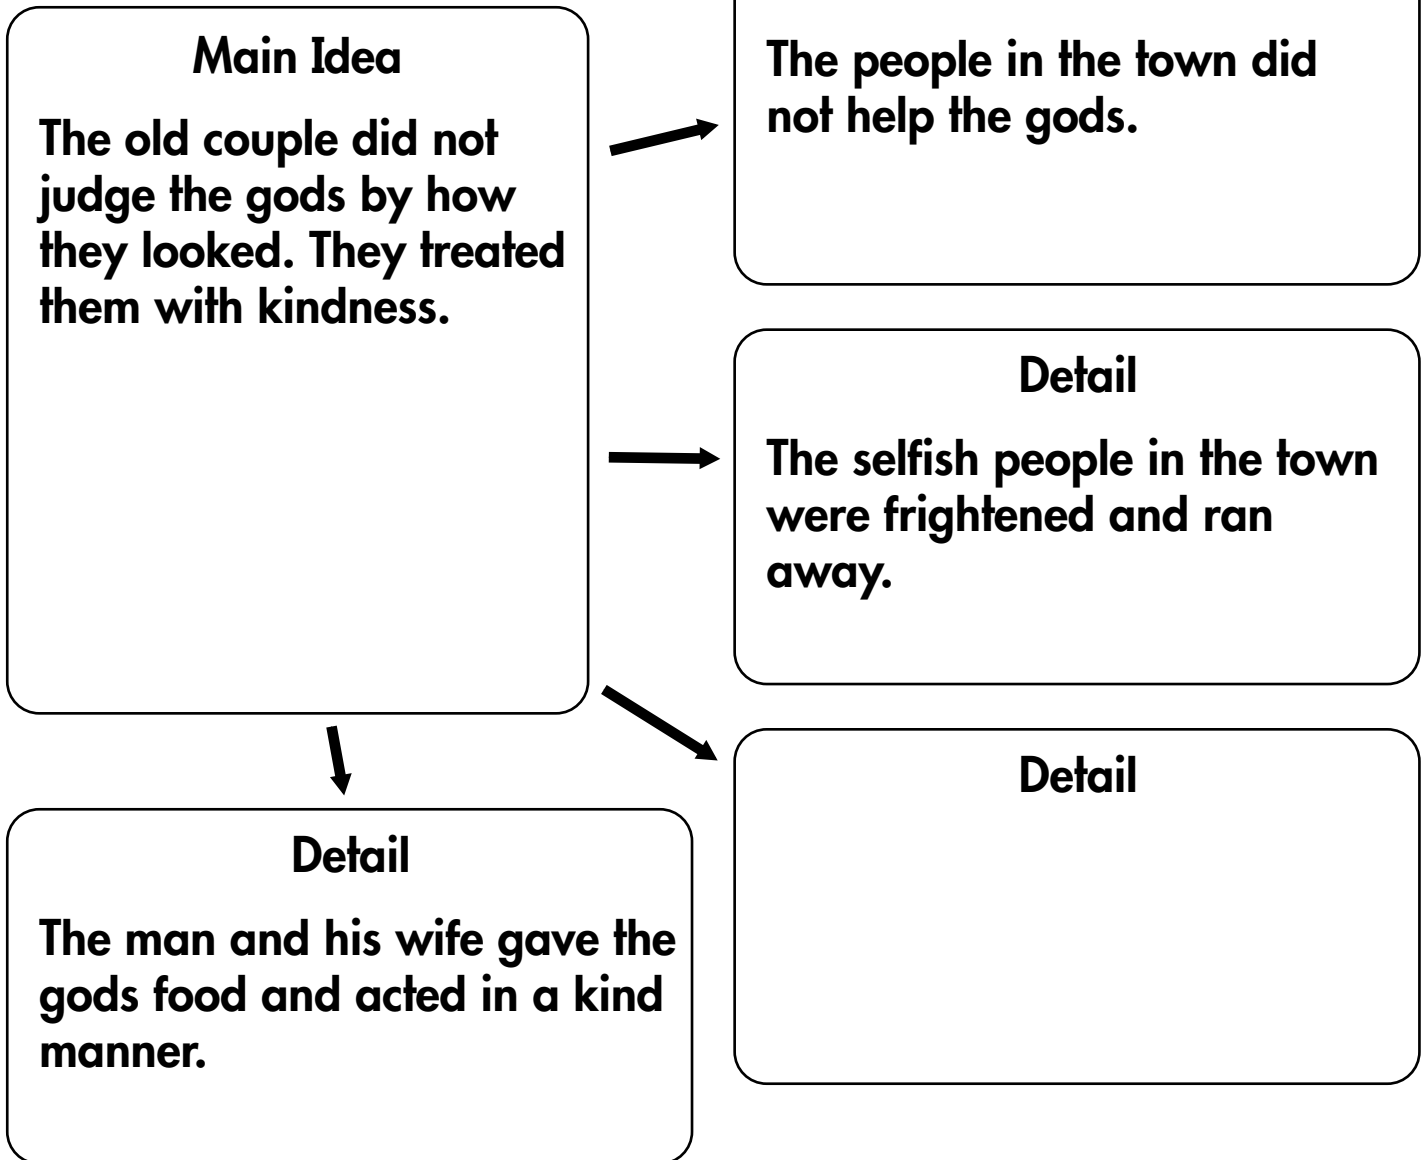 Main Idea
The old couple did not
judge the gods by how
they looked. They treated
them with kindness.
The people in the town did
not help the gods.
Detail
The selfish people in the town
were frightened and ran
away.
Detail
Detail
The man and his wife gave the
gods food and acted in a kind
manner.